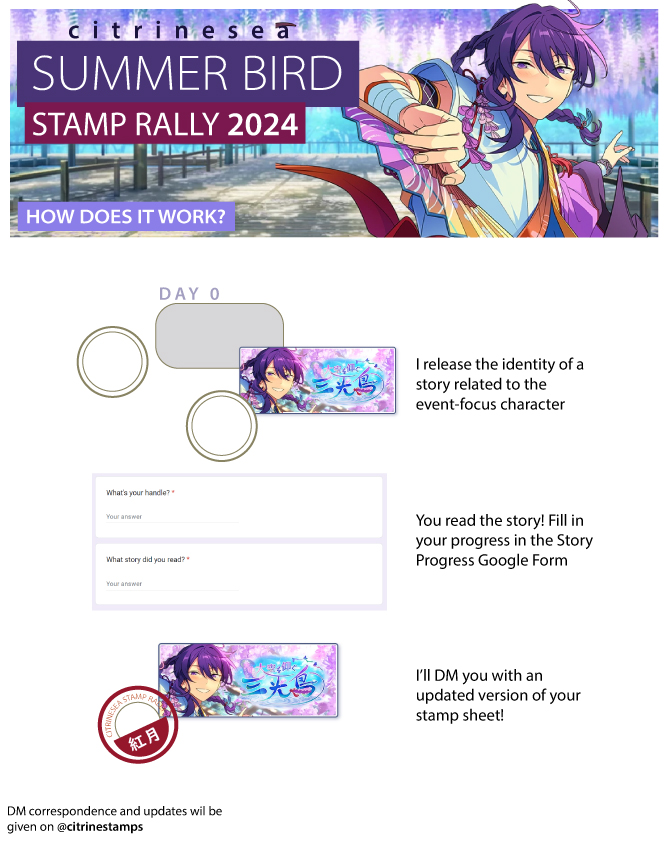 citrinesea
SUMMER BIRD
STAMP RALLY 2024
HOW DOES IT WORK?
DAY 0
三光鳥
I release the identity of a
story related to the
event-focus character
What's your handle? *
Your answer
What story did you read? *
Your answer
You read the story! Fill in
your progress in the Story
Progress Google Form
三光鳥
CITRINESEA STAMP RALLY
紅月
I'll DM you with an
updated version of your
stamp sheet!
DM correspondence and updates wil be
given on @citrinestamps